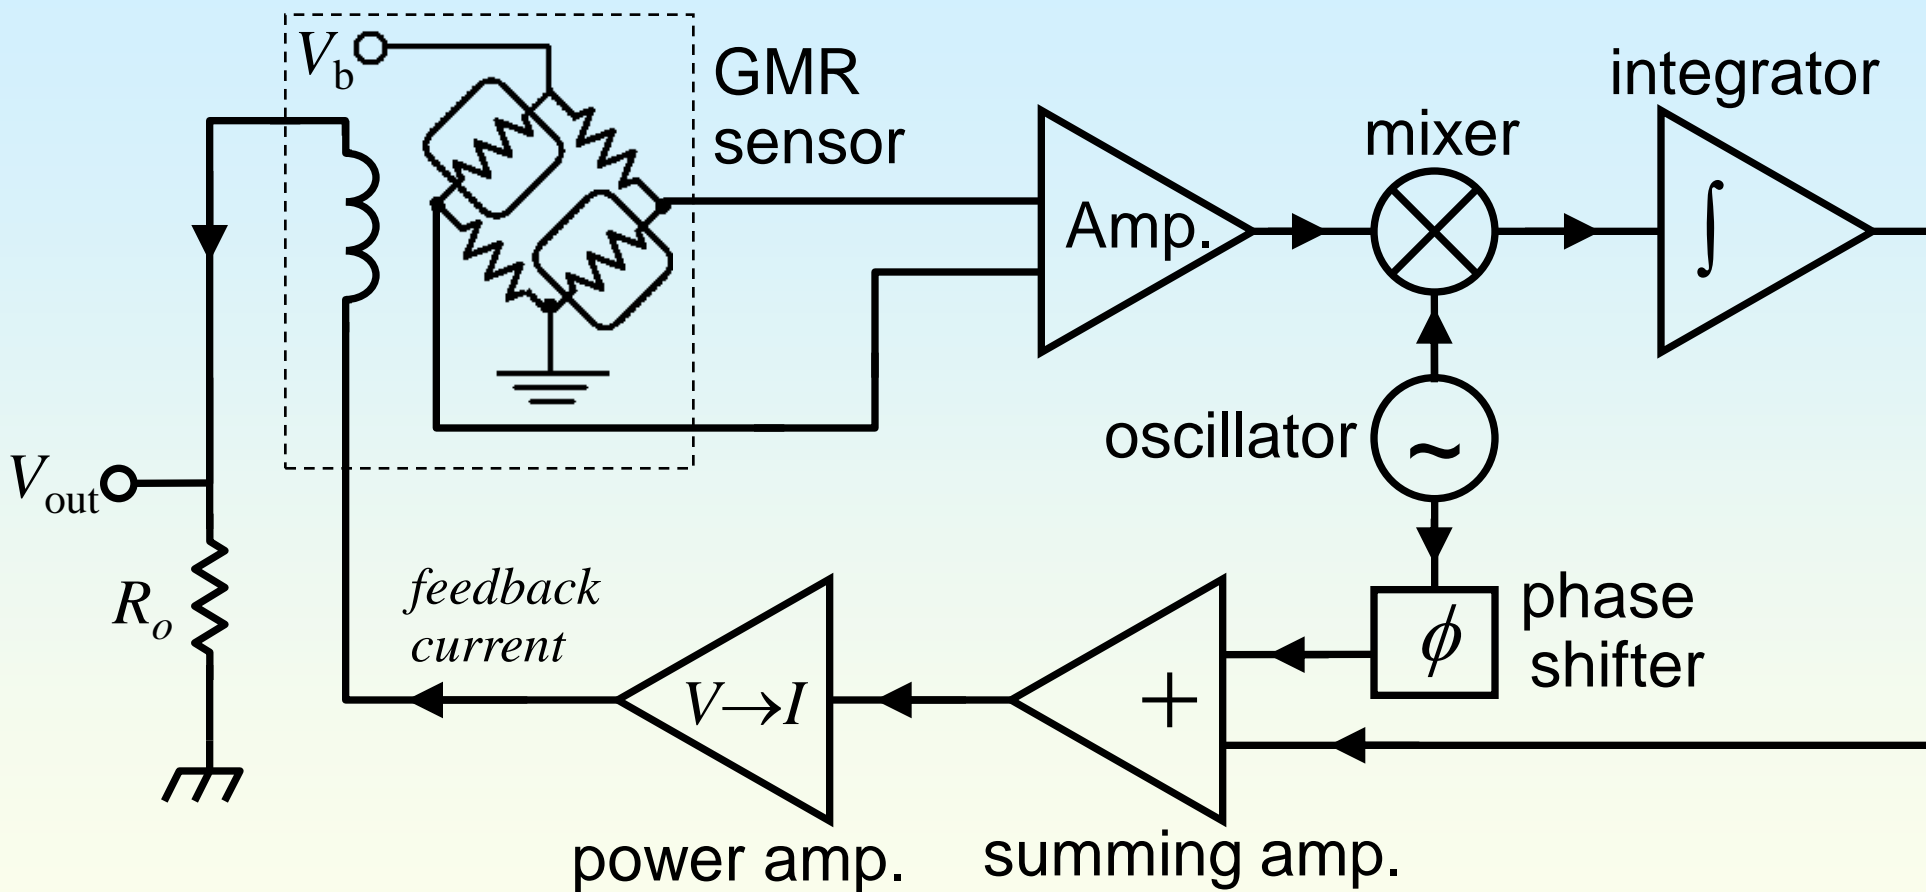 V_b
GMR
sensor
integrator
mixer
Amp.
∫
oscillator
~
V_out
R_o
feedback
current
V→I
+
ϕ
phase
shifter
power amp.
summing amp.